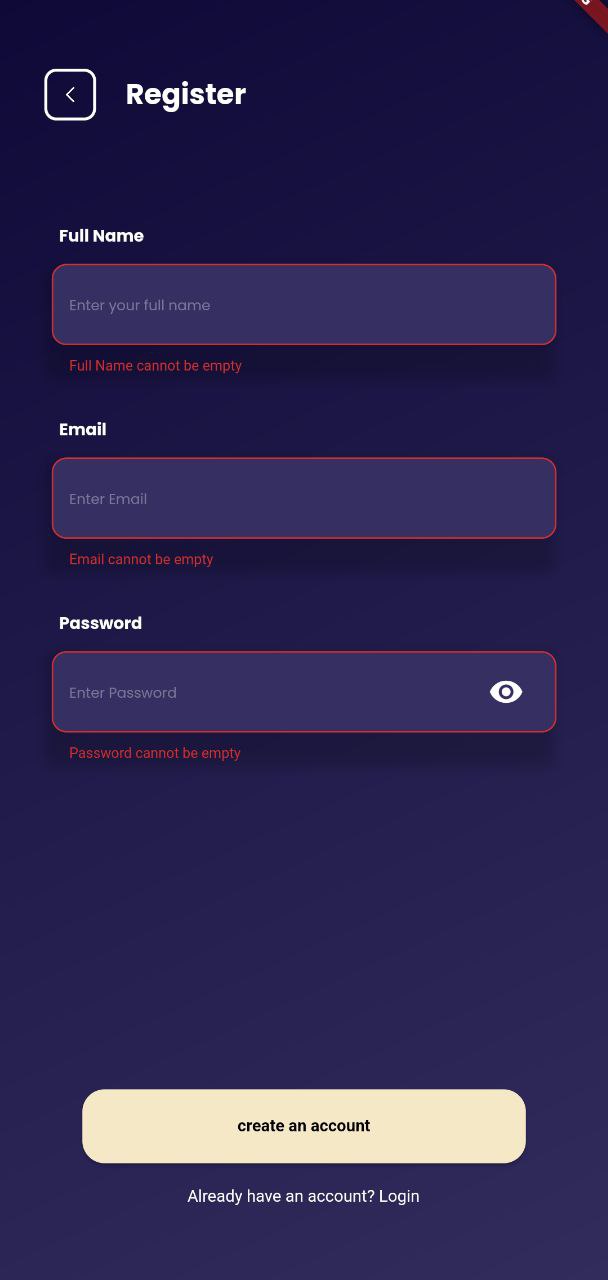 Register
Full Name
Enter your full name
Full Name cannot be empty
Email
Enter Email
Email cannot be empty
Password
Enter Password
Password cannot be empty
create an account
Already have an account? Login